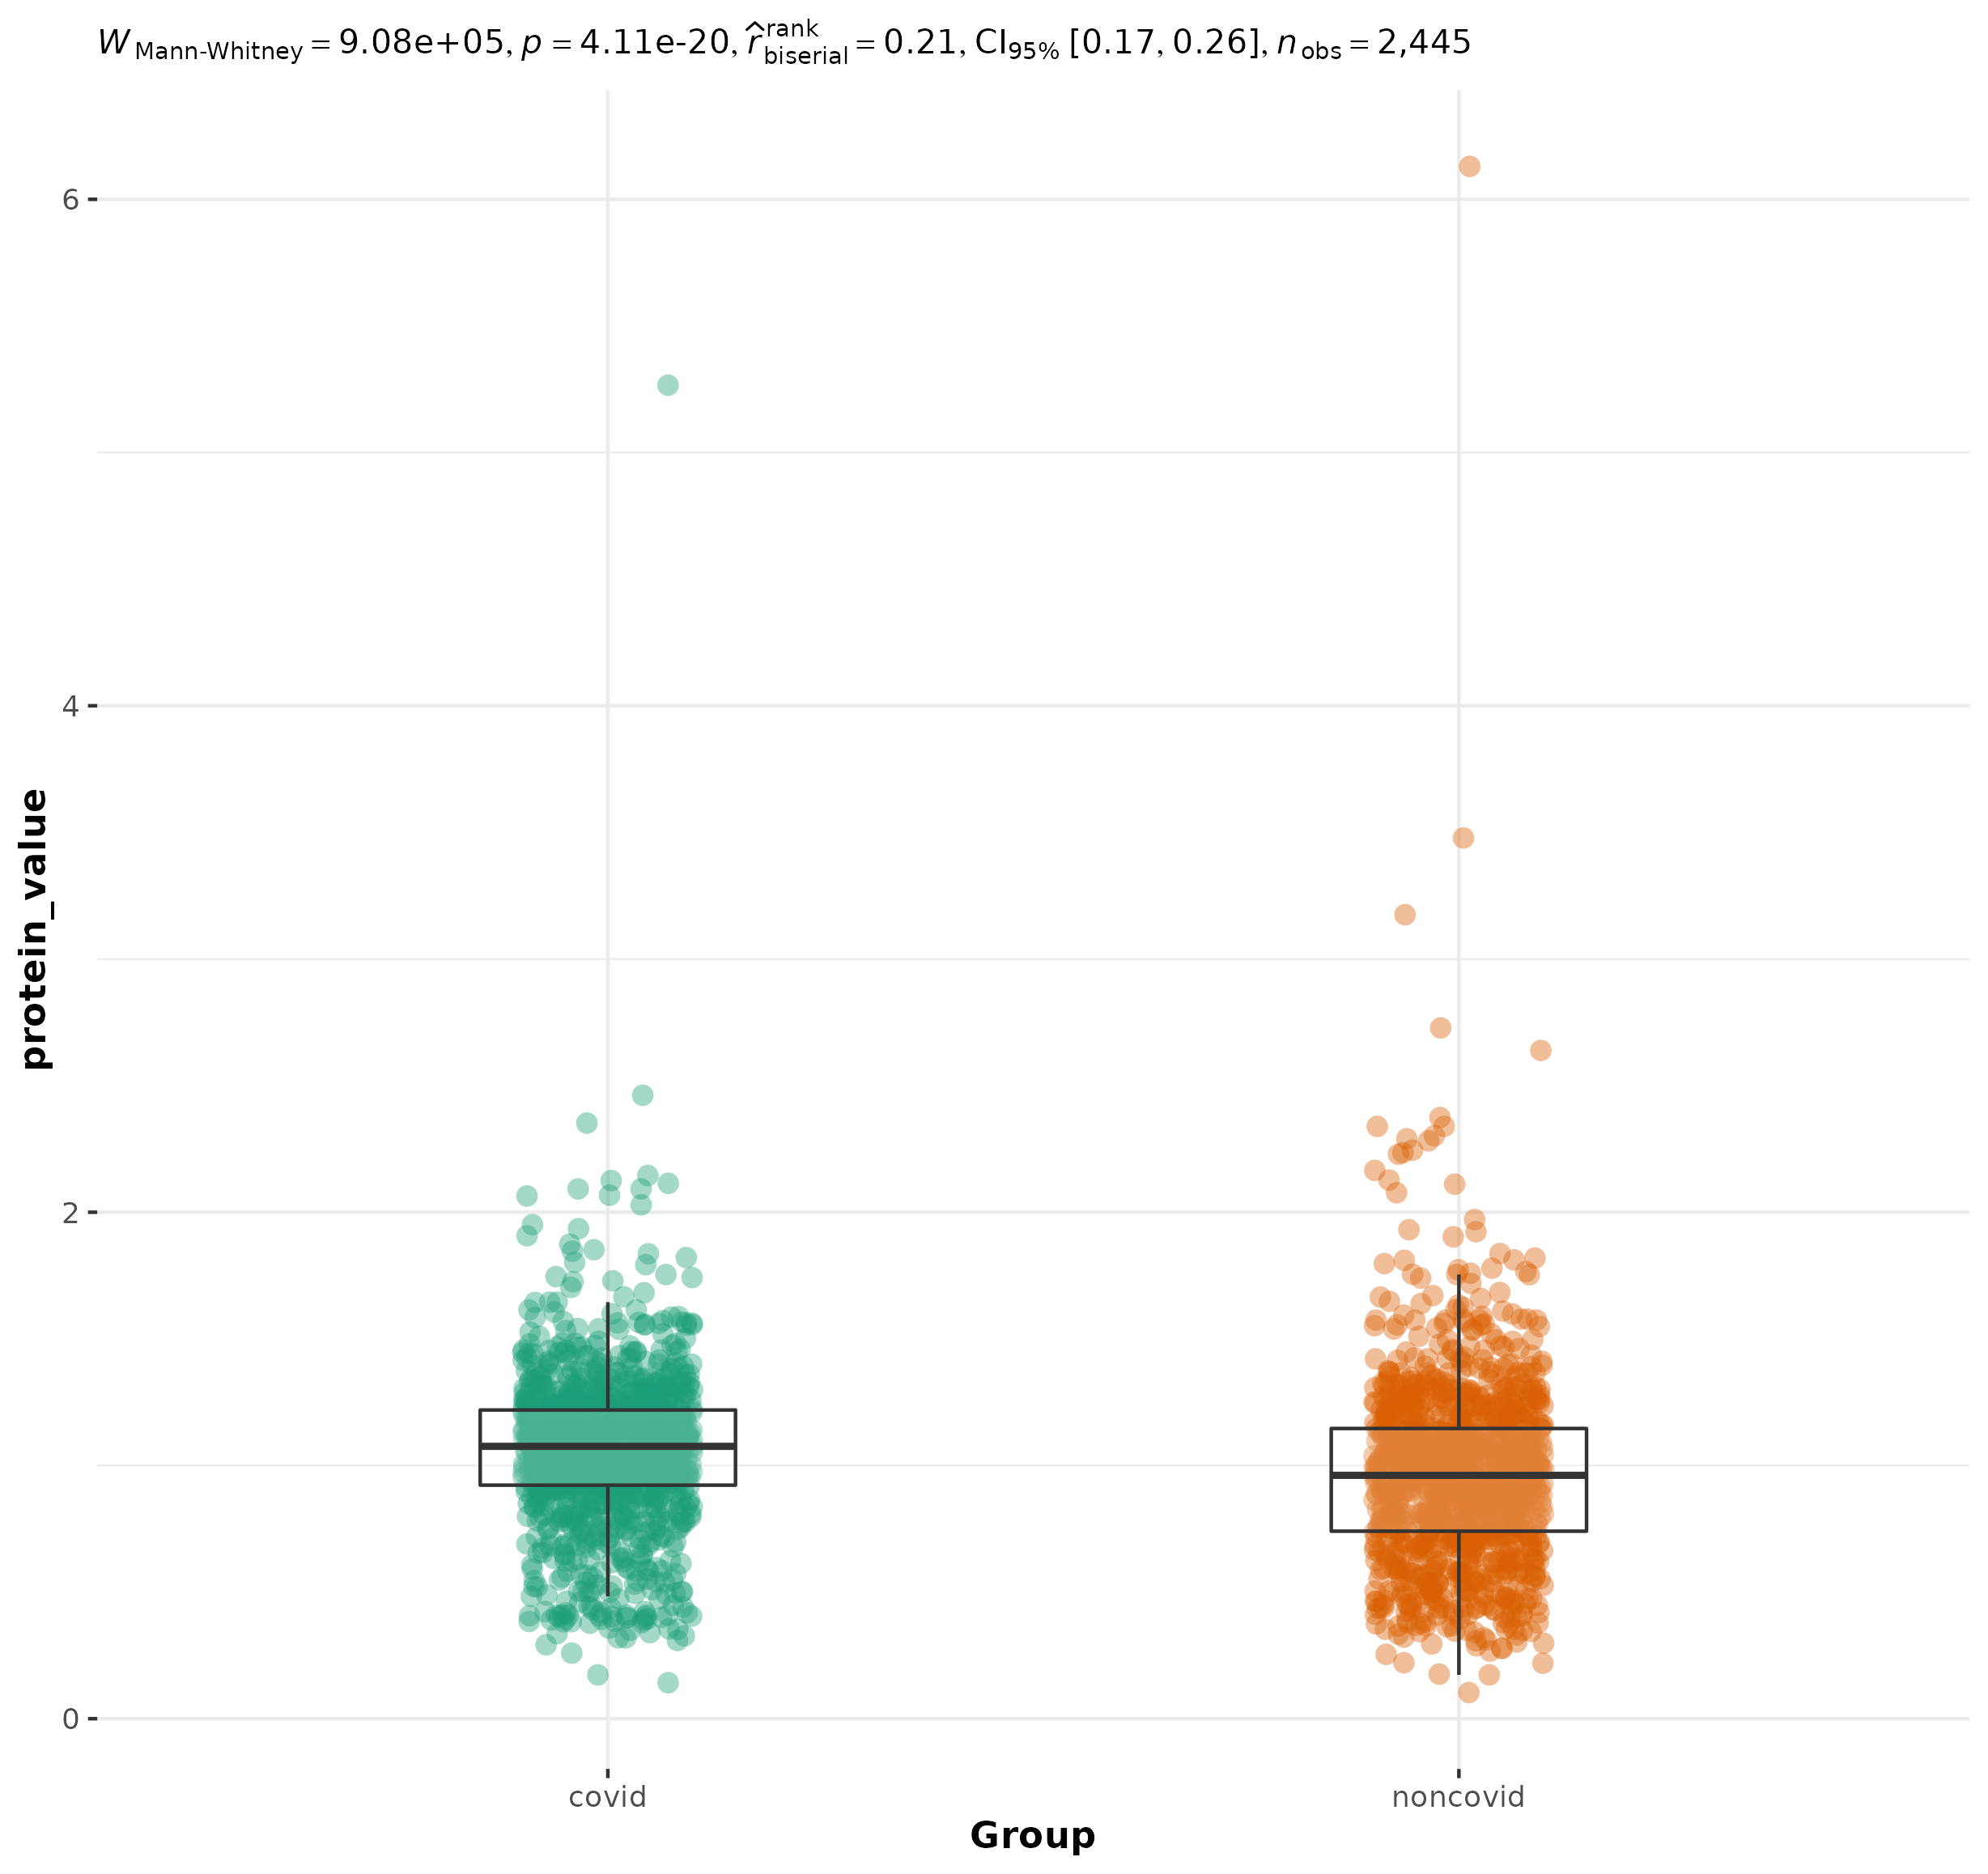 W Mann-Whitney = 9.08e+05, p = 4.11e-20, r̂ rank biserial = 0.21, CI95% [0.17, 0.26], n obs = 2,445
6
4
2
0
protein_value
covid noncovid
Group